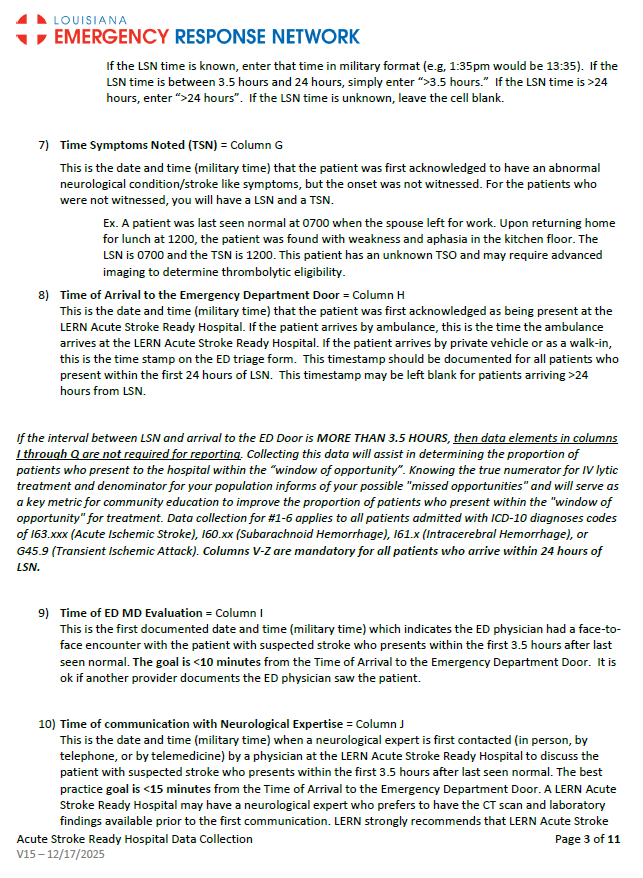 LOUISIANA
EMERGENCY RESPONSE NETWORK
If the LSN time is known, enter that time in military format (e.g, 1:35pm would be 13:35).  If the
LSN time is between 3.5 hours and 24 hours, simply enter “>3.5 hours.”  If the LSN time is >24
hours, enter “>24 hours”.  If the LSN time is unknown, leave the cell blank.
7) Time Symptoms Noted (TSN) = Column G
This is the date and time (military time) that the patient was first acknowledged to have an abnormal
neurological condition/stroke like symptoms, but the onset was not witnessed. For the patients who
were not witnessed, you will have a LSN and a TSN.
Ex. A patient was last seen normal at 0700 when the spouse left for work. Upon returning home
for lunch at 1200, the patient was found with weakness and aphasia in the kitchen floor. The
LSN is 0700 and the TSN is 1200. This patient has an unknown TSO and may require advanced
imaging to determine thrombolytic eligibility.
8) Time of Arrival to the Emergency Department Door = Column H
This is the date and time (military time) that the patient was first acknowledged as being present at the
LERN Acute Stroke Ready Hospital. If the patient arrives by ambulance, this is the time the ambulance
arrives at the LERN Acute Stroke Ready Hospital. If the patient arrives by private vehicle or as a walk-in,
this is the time stamp on the ED triage form.  This timestamp should be documented for all patients who
present within the first 24 hours of LSN.  This timestamp may be left blank for patients arriving >24
hours from LSN.
If the interval between LSN and arrival to the ED Door is MORE THAN 3.5 HOURS, then data elements in columns
I through Q are not required for reporting. Collecting this data will assist in determining the proportion of
patients who present to the hospital within the “window of opportunity”. Knowing the true numerator for IV lytic
treatment and denominator for your population informs of your possible "missed opportunities" and will serve as
a key metric for community education to improve the proportion of patients who present within the "window of
opportunity" for treatment. Data collection for #1-6 applies to all patients admitted with ICD-10 diagnoses codes
of I63.xxx (Acute Ischemic Stroke), I60.xx (Subarachnoid Hemorrhage), I61.x (Intracerebral Hemorrhage), or
G45.9 (Transient Ischemic Attack). Columns V-Z are mandatory for all patients who arrive within 24 hours of
LSN.
9) Time of ED MD Evaluation = Column I
This is the first documented date and time (military time) which indicates the ED physician had a face-to-
face encounter with the patient with suspected stroke who presents within the first 3.5 hours after last
seen normal. The goal is <10 minutes from the Time of Arrival to the Emergency Department Door.  It is
ok if another provider documents the ED physician saw the patient.
10) Time of communication with Neurological Expertise = Column J
This is the date and time (military time) when a neurological expert is first contacted (in person, by
telephone, or by telemedicine) by a physician at the LERN Acute Stroke Ready Hospital to discuss the
patient with suspected stroke who presents within the first 3.5 hours after last seen normal. The best
practice goal is <15 minutes from the Time of Arrival to the Emergency Department Door. A LERN Acute
Stroke Ready Hospital may have a neurological expert who prefers to have the CT scan and laboratory
findings available prior to the first communication. LERN strongly recommends that LERN Acute Stroke
Acute Stroke Ready Hospital Data Collection Page 3 of 11
V15 – 12/17/2025